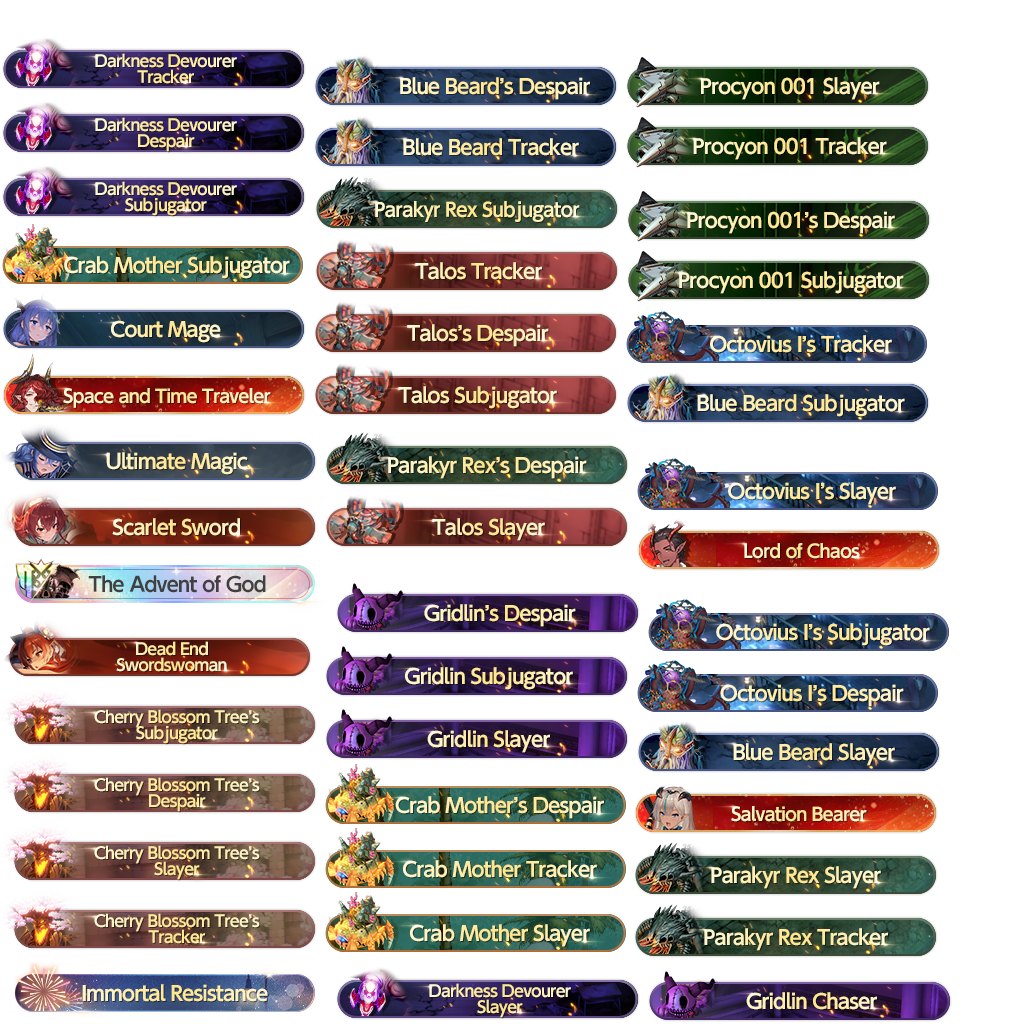 Darkness Devourer
Tracker
Darkness Devourer
Despair
Darkness Devourer
Subjugator
Crab Mother Subjugator
Court Mage
Space and Time Traveler
Ultimate Magic
Scarlet Sword
The Advent of God
Dead End
Swordswoman
Cherry Blossom Tree's
Subjugator
Cherry Blossom Tree's
Despair
Cherry Blossom Tree's
Slayer
Cherry Blossom Tree's
Tracker
Immortal Resistance
Blue Beard's Despair
Blue Beard Tracker
Parakyr Rex Subjugator
Talos Tracker
Talos's Despair
Talos Subjugator
Parakyr Rex's Despair
Talos Slayer
Gridlin's Despair
Gridlin Subjugator
Gridlin Slayer
Crab Mother's Despair
Crab Mother Tracker
Crab Mother Slayer
Darkness Devourer
Slayer
Procyon 001 Slayer
Procyon 001 Tracker
Procyon 001's Despair
Procyon 001 Subjugator
Octovius I's Tracker
Blue Beard Subjugator
Octovius I's Slayer
Lord of Chaos
Octovius I's Subjugator
Octovius I's Despair
Blue Beard Slayer
Salvation Bearer
Parakyr Rex Slayer
Parakyr Rex Tracker
Gridlin Chaser